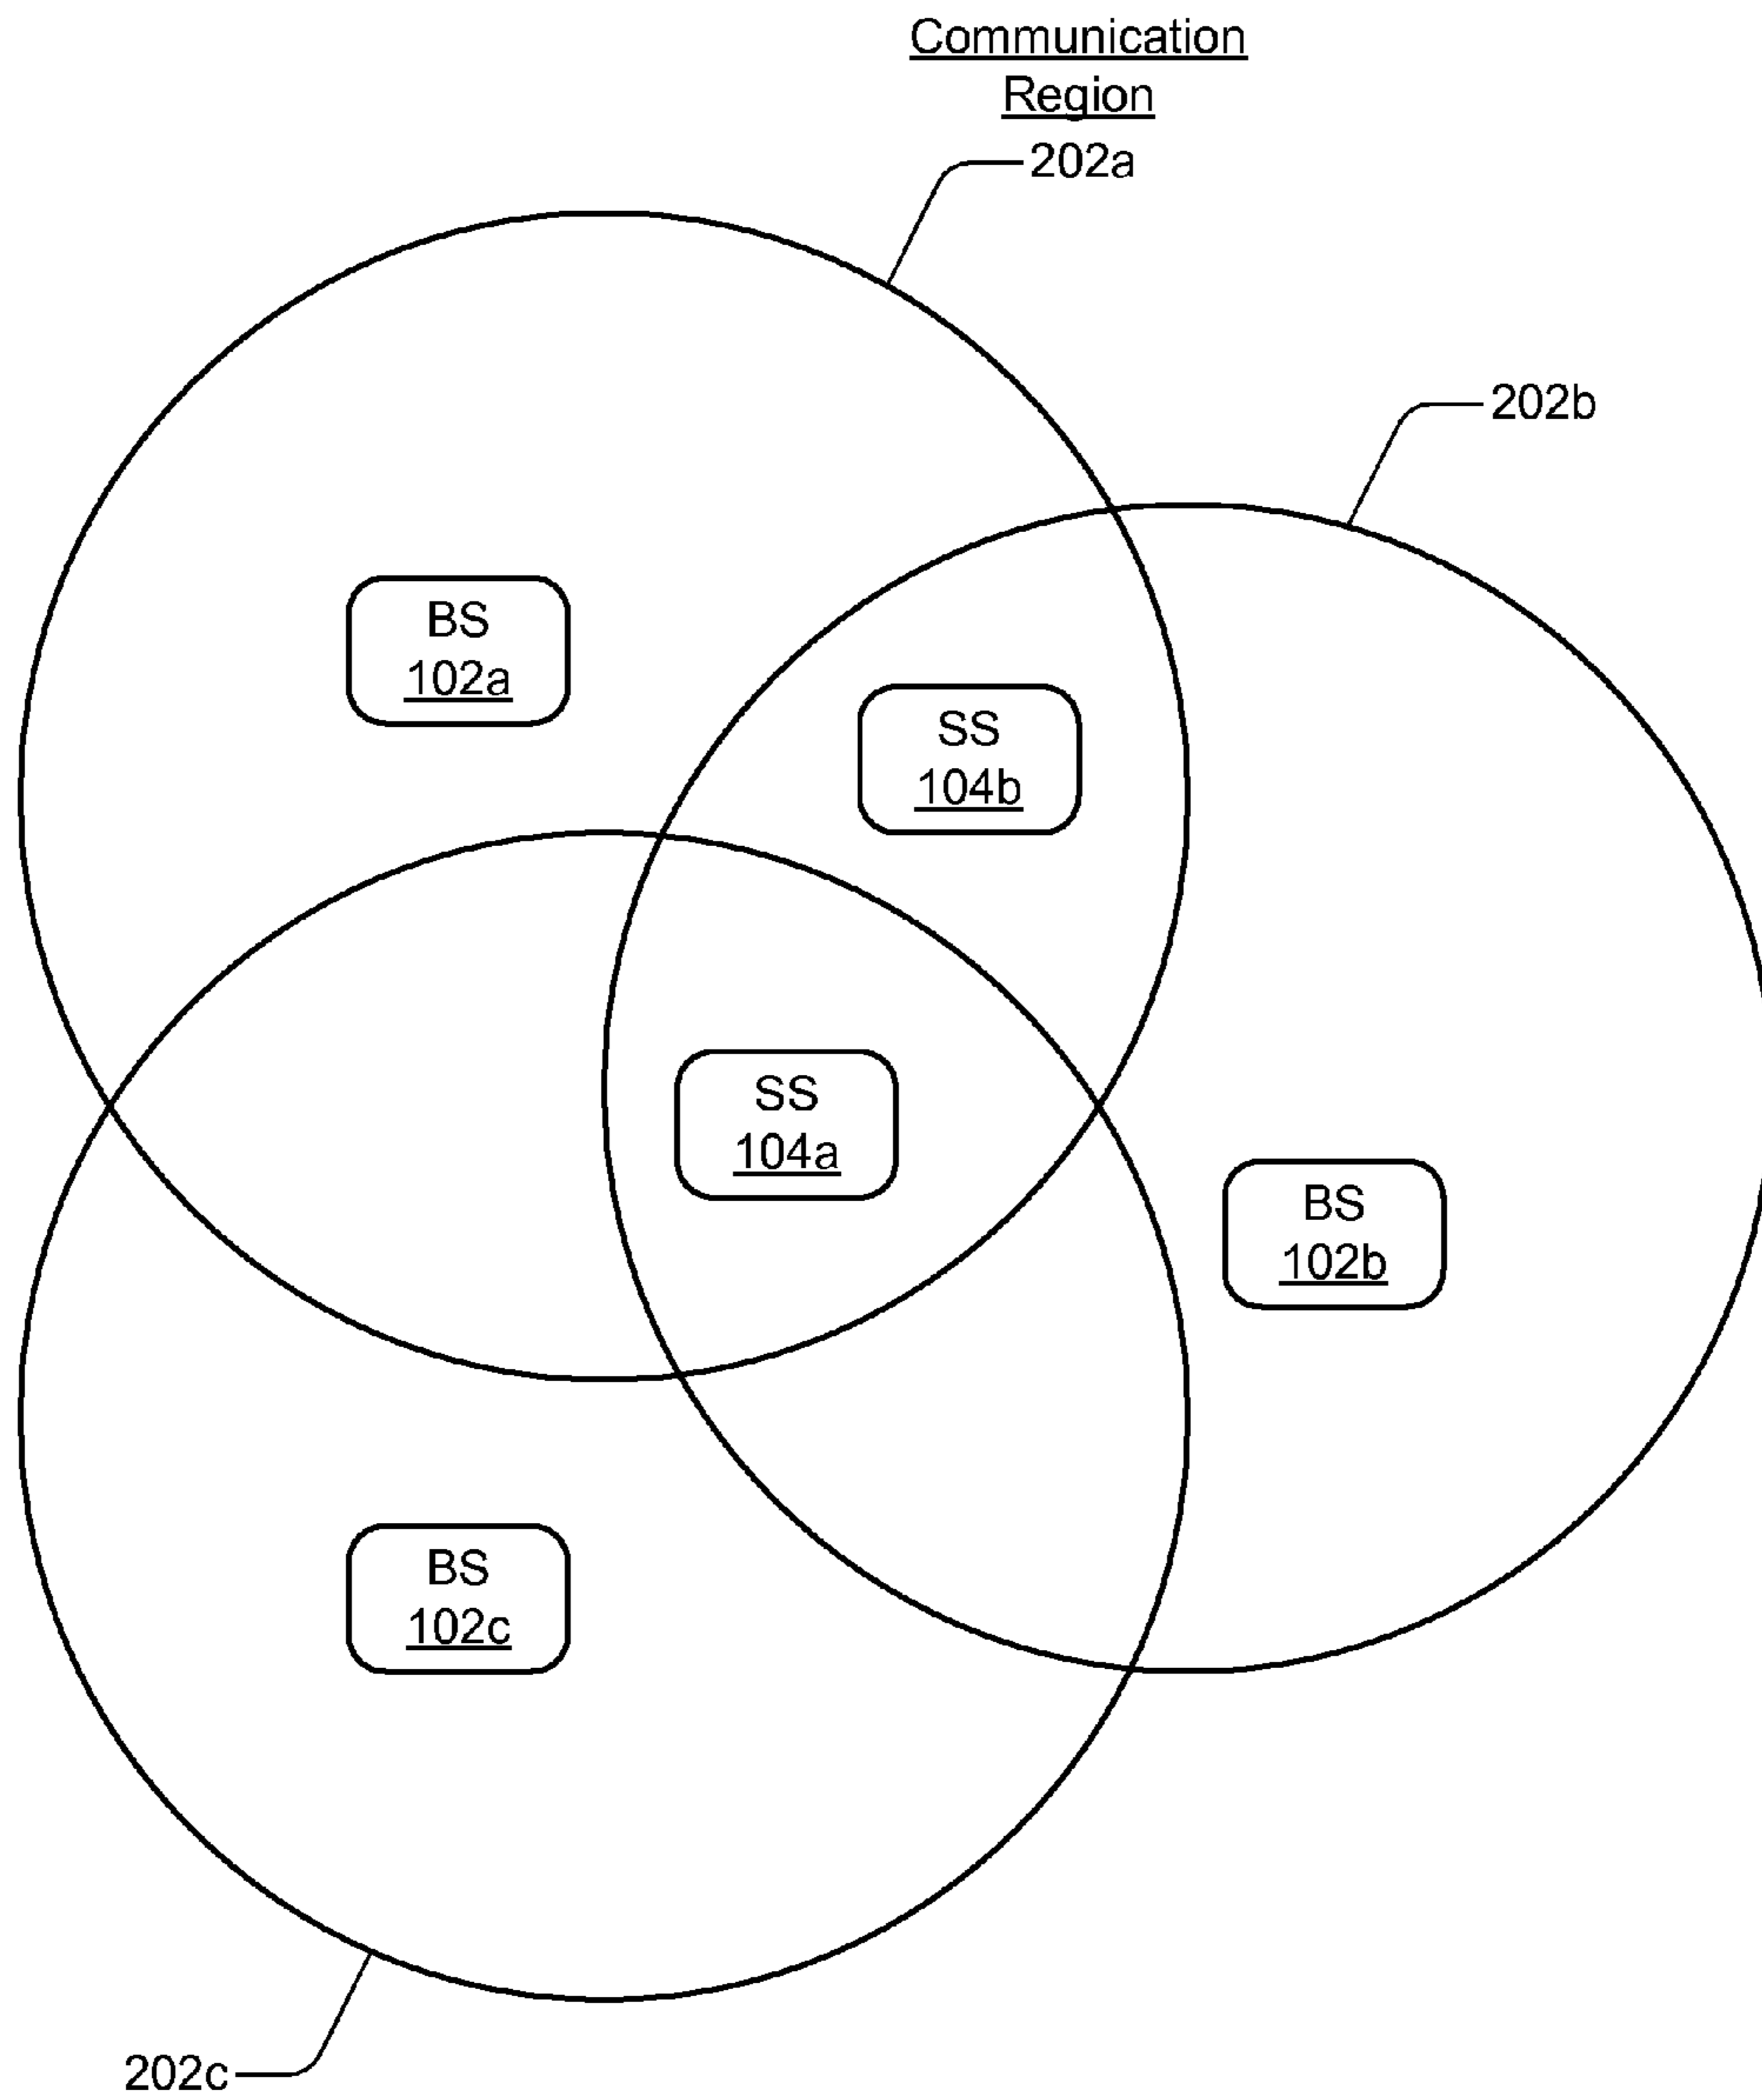 Communication
Region
202a
202b
BS
102a
SS
104b
SS
104a
BS
102b
BS
102c
202c